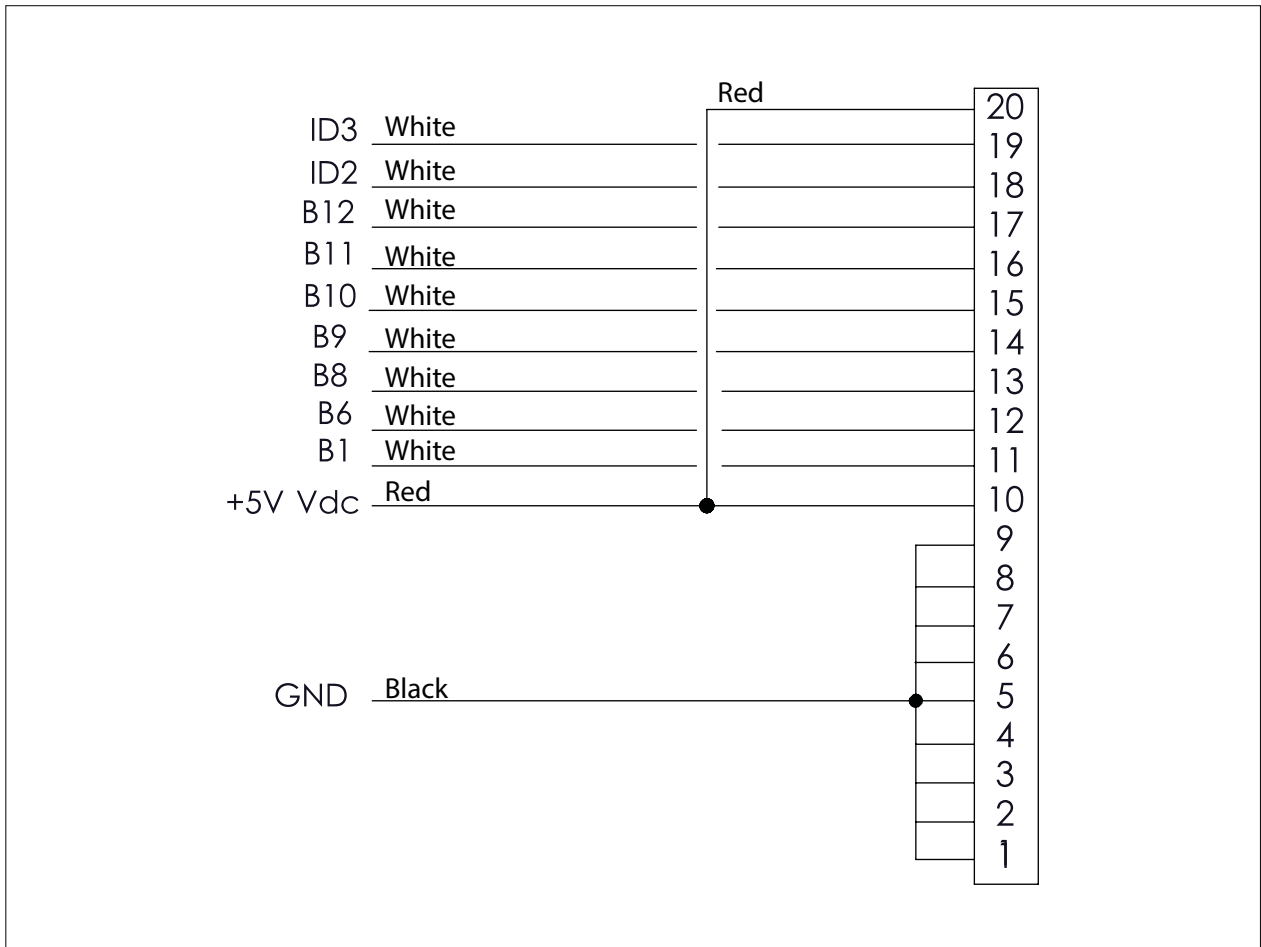 Red 20
ID3 White 19
ID2 White 18
B12 White 17
B11 White 16
B10 White 15
B9 White 14
B8 White 13
B6 White 12
B1 White 11
+5V Vdc Red 10
9
8
7
6
GND Black 5
4
3
2
1